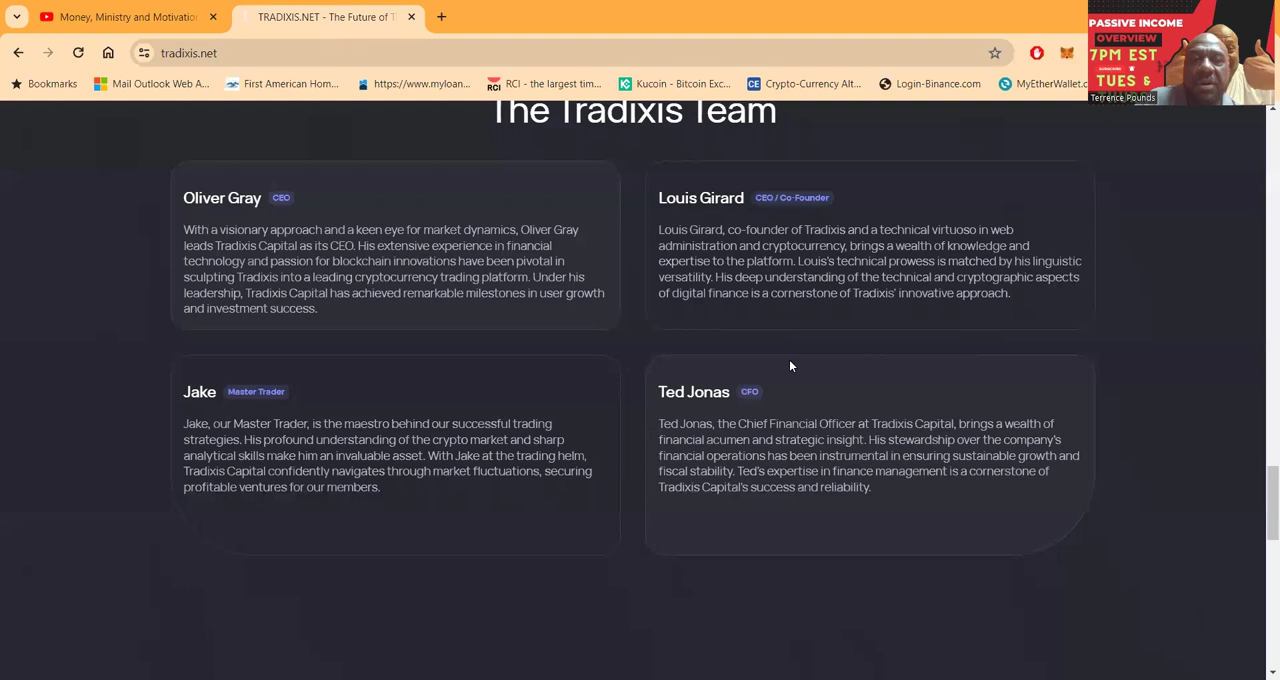 Money, Ministry and Motivatio
TRADIXIS.NET - The Future of T
tradixis.net
Bookmarks
Mail Outlook Web A...
First American Hom...
https://www.myloan...
RCI - the largest tim...
Kucoin - Bitcoin Exc...
Crypto-Currency Alt...
Login-Binance.com
MyEtherWallet.c
PASSIVE INCOME
OVERVIEW
7PM EST
TUES &
Terrence Pounds
The Tradixis Team
Oliver Gray CEO
With a visionary approach and a keen eye for market dynamics, Oliver Gray
leads Tradixis Capital as its CEO. His extensive experience in financial
technology and passion for blockchain innovations have been pivotal in
sculpting Tradixis into a leading cryptocurrency trading platform. Under his
leadership, Tradixis Capital has achieved remarkable milestones in user growth
and investment success.
Louis Girard CEO / Co-Founder
Louis Girard, co-founder of Tradixis and a technical virtuoso in web
administration and cryptocurrency, brings a wealth of knowledge and
expertise to the platform. Louis's technical prowess is matched by his linguistic
versatility. His deep understanding of the technical and cryptographic aspects
of digital finance is a cornerstone of Tradixis' innovative approach.
Jake Master Trader
Jake, our Master Trader, is the maestro behind our successful trading
strategies. His profound understanding of the crypto market and sharp
analytical skills make him an invaluable asset. With Jake at the trading helm,
Tradixis Capital confidently navigates through market fluctuations, securing
profitable ventures for our members.
Ted Jonas CFO
Ted Jonas, the Chief Financial Officer at Tradixis Capital, brings a wealth of
financial acumen and strategic insight. His stewardship over the company's
financial operations has been instrumental in ensuring sustainable growth and
fiscal stability. Ted's expertise in finance management is a cornerstone of
Tradixis Capital's success and reliability.